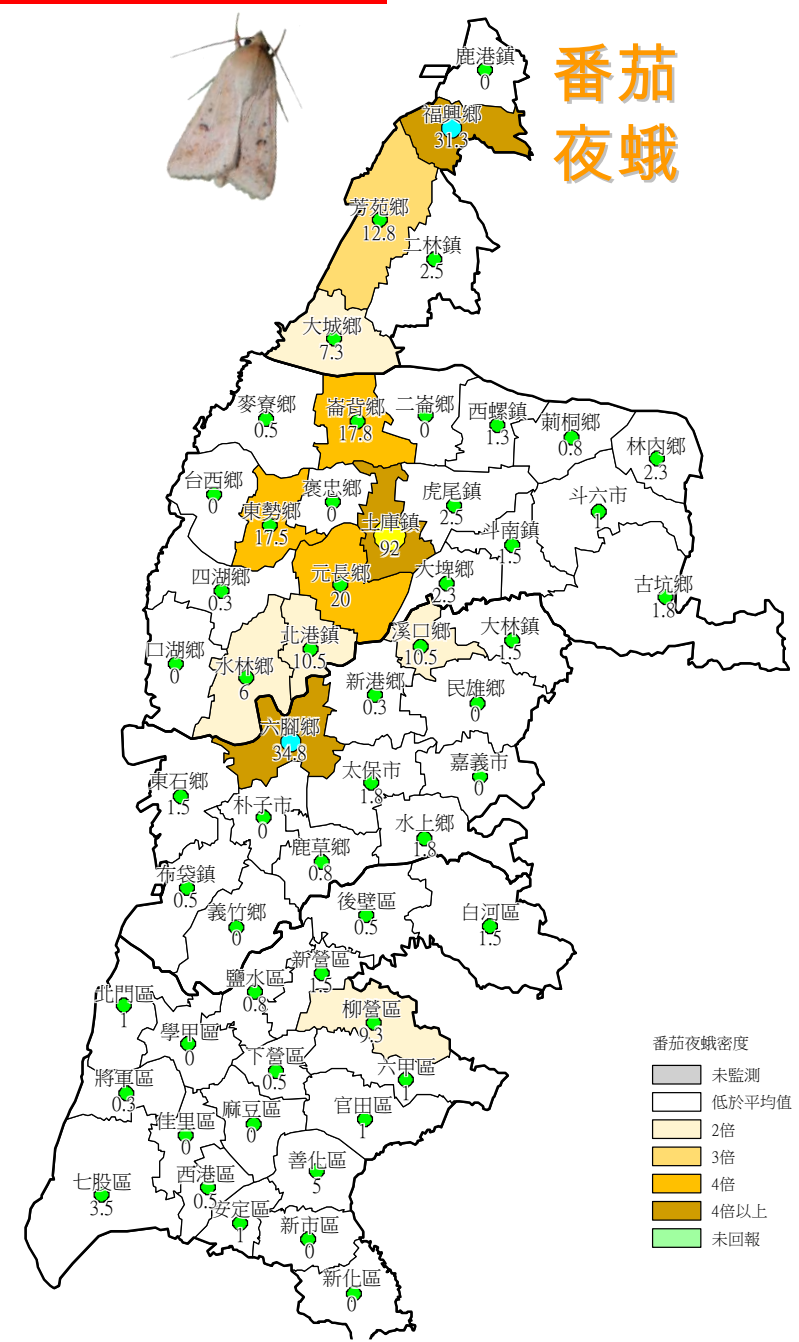 番茄
夜蛾
鹿港鎮
0
福興鄉
31.3
芳苑鄉
12.8
二林鎮
2.5
大城鄉
7.3
麥寮鄉
0.5
崙背鄉
17.8
二崙鄉
0
西螺鎮
1.3
莿桐鄉
0.8
林內鄉
2.3
台西鄉
0
東勢鄉
17.5
褒忠鄉
0
土庫鎮
92
虎尾鎮
2.5
斗南鎮
1.5
斗六市
1
四湖鄉
0.3
元長鄉
20
大埤鄉
2.3
古坑鄉
1.8
口湖鄉
0
水林鄉
6
北港鎮
10.5
溪口鄉
10.5
大林鎮
1.5
新港鄉
0.3
民雄鄉
0
六腳鄉
34.8
東石鄉
1.5
朴子市
0
太保市
1.8
嘉義市
0
水上鄉
1.8
鹿草鄉
0.8
布袋鎮
0.5
義竹鄉
0
後壁區
0.5
白河區
1.5
新營區
1.5
鹽水區
0.8
北門區
1
柳營區
9.3
學甲區
0
下營區
0.5
六甲區
1
將軍區
0.3
佳里區
0
麻豆區
0
官田區
1
七股區
3.5
西港區
0.5
善化區
5
安定區
1
新市區
0
新化區
0
番茄夜蛾密度
未監測
低於平均值
2倍
3倍
4倍
4倍以上
未回報